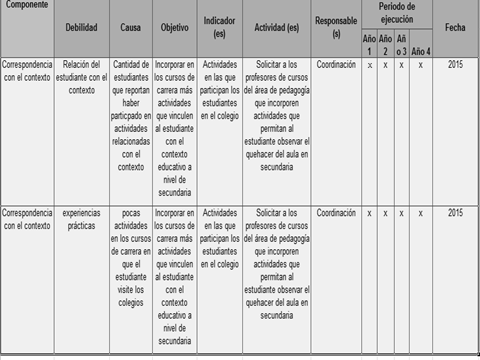 Componente
Debilidad
Causa
Objetivo
Indicador
(es)
Actividad (es)
Responsable
(s)
Periodo de
ejecución
Año
1
Año
2
Añ
o 3
Año 4
Fecha
Correspondencia
con el contexto
Relación del
estudiante con el
contexto
Cantidad de
estudiantes
que reportan
haber
particpado en
actividades
relacionadas
con el
contexto
Incorporar en
los cursos de
carrera más
actividades
que vinculen
al estudiante
con el
contexto
educativo a
nivel de
secundaria
Actividades
en las que
participan los
estudiantes
en el colegio
Solicitar a los
profesores de cursos
del área de pedagogía
que incorporen
actividades que
permitan al
estudiante observar el
quehacer del aula en
secundaria
Coordinación
x
x
x
x
2015
Correspondencia
con el contexto
experiencias
prácticas
pocas
actividades
en los cursos
de carrera en
que el
estudiante
visite los
colegios
Incorporar en
los cursos de
carrera más
actividades
que vinculen
al estudiante
con el
contexto
educativo a
nivel de
secundaria
Actividades
en las que
participan los
estudiantes
en el colegio
Solicitar a los
profesores de cursos
del área de pedagogía
que incorporen
actividades que
permitan al
estudiante observar el
quehacer del aula en
secundaria
Coordinación
x
x
x
x
2015